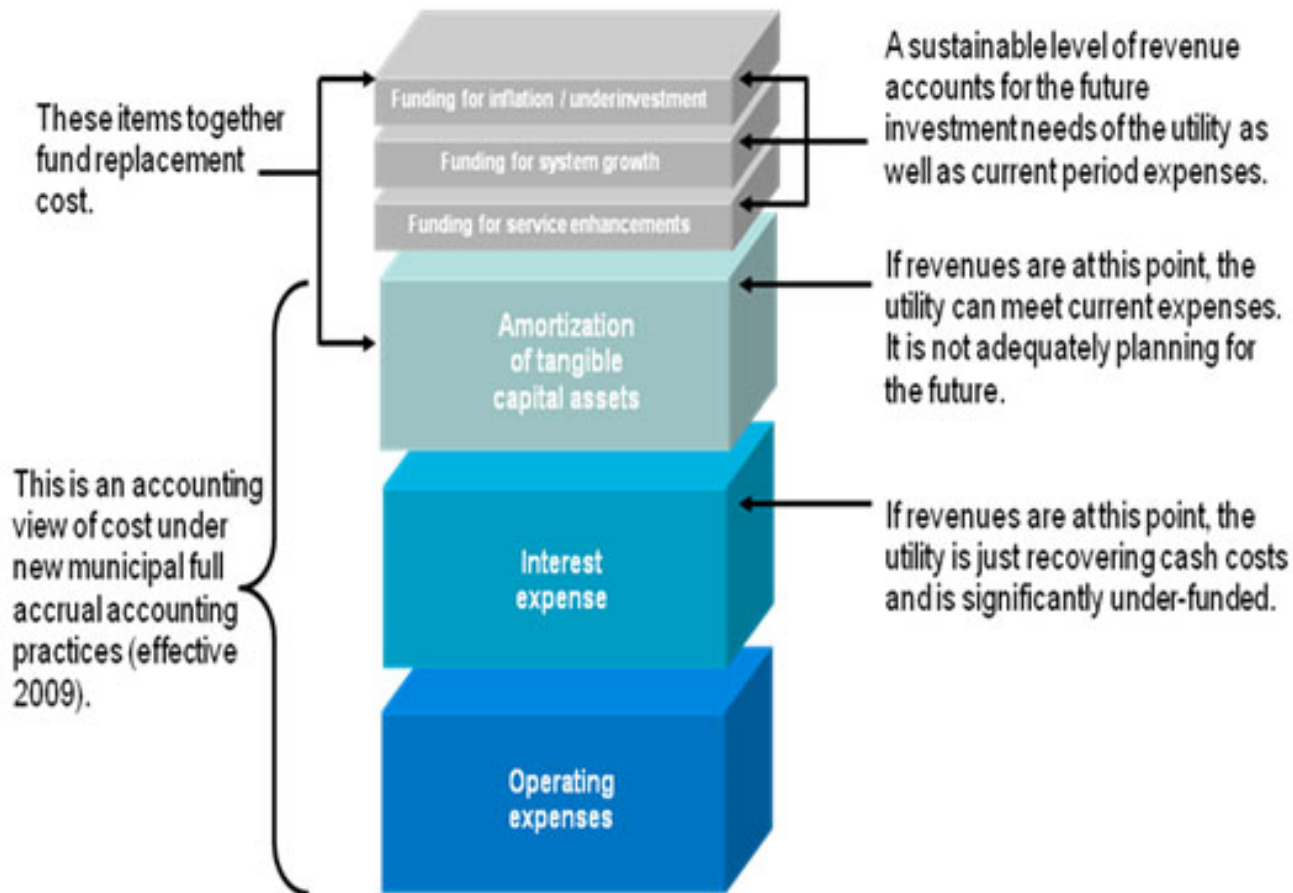 These items together
fund replacement
cost.
This is an accounting
view of cost under
new municipal full
accrual accounting
practices (effective
2009).
Funding for inflation / underinvestment
Funding for system growth
Funding for service enhancements
Amortization
of tangible
capital assets
Interest
expense
Operating
expenses
A sustainable level of revenue
accounts for the future
investment needs of the utility as
well as current period expenses.
If revenues are at this point, the
utility can meet current expenses.
It is not adequately planning for
the future.
If revenues are at this point, the
utility is just recovering cash costs
and is significantly under-funded.